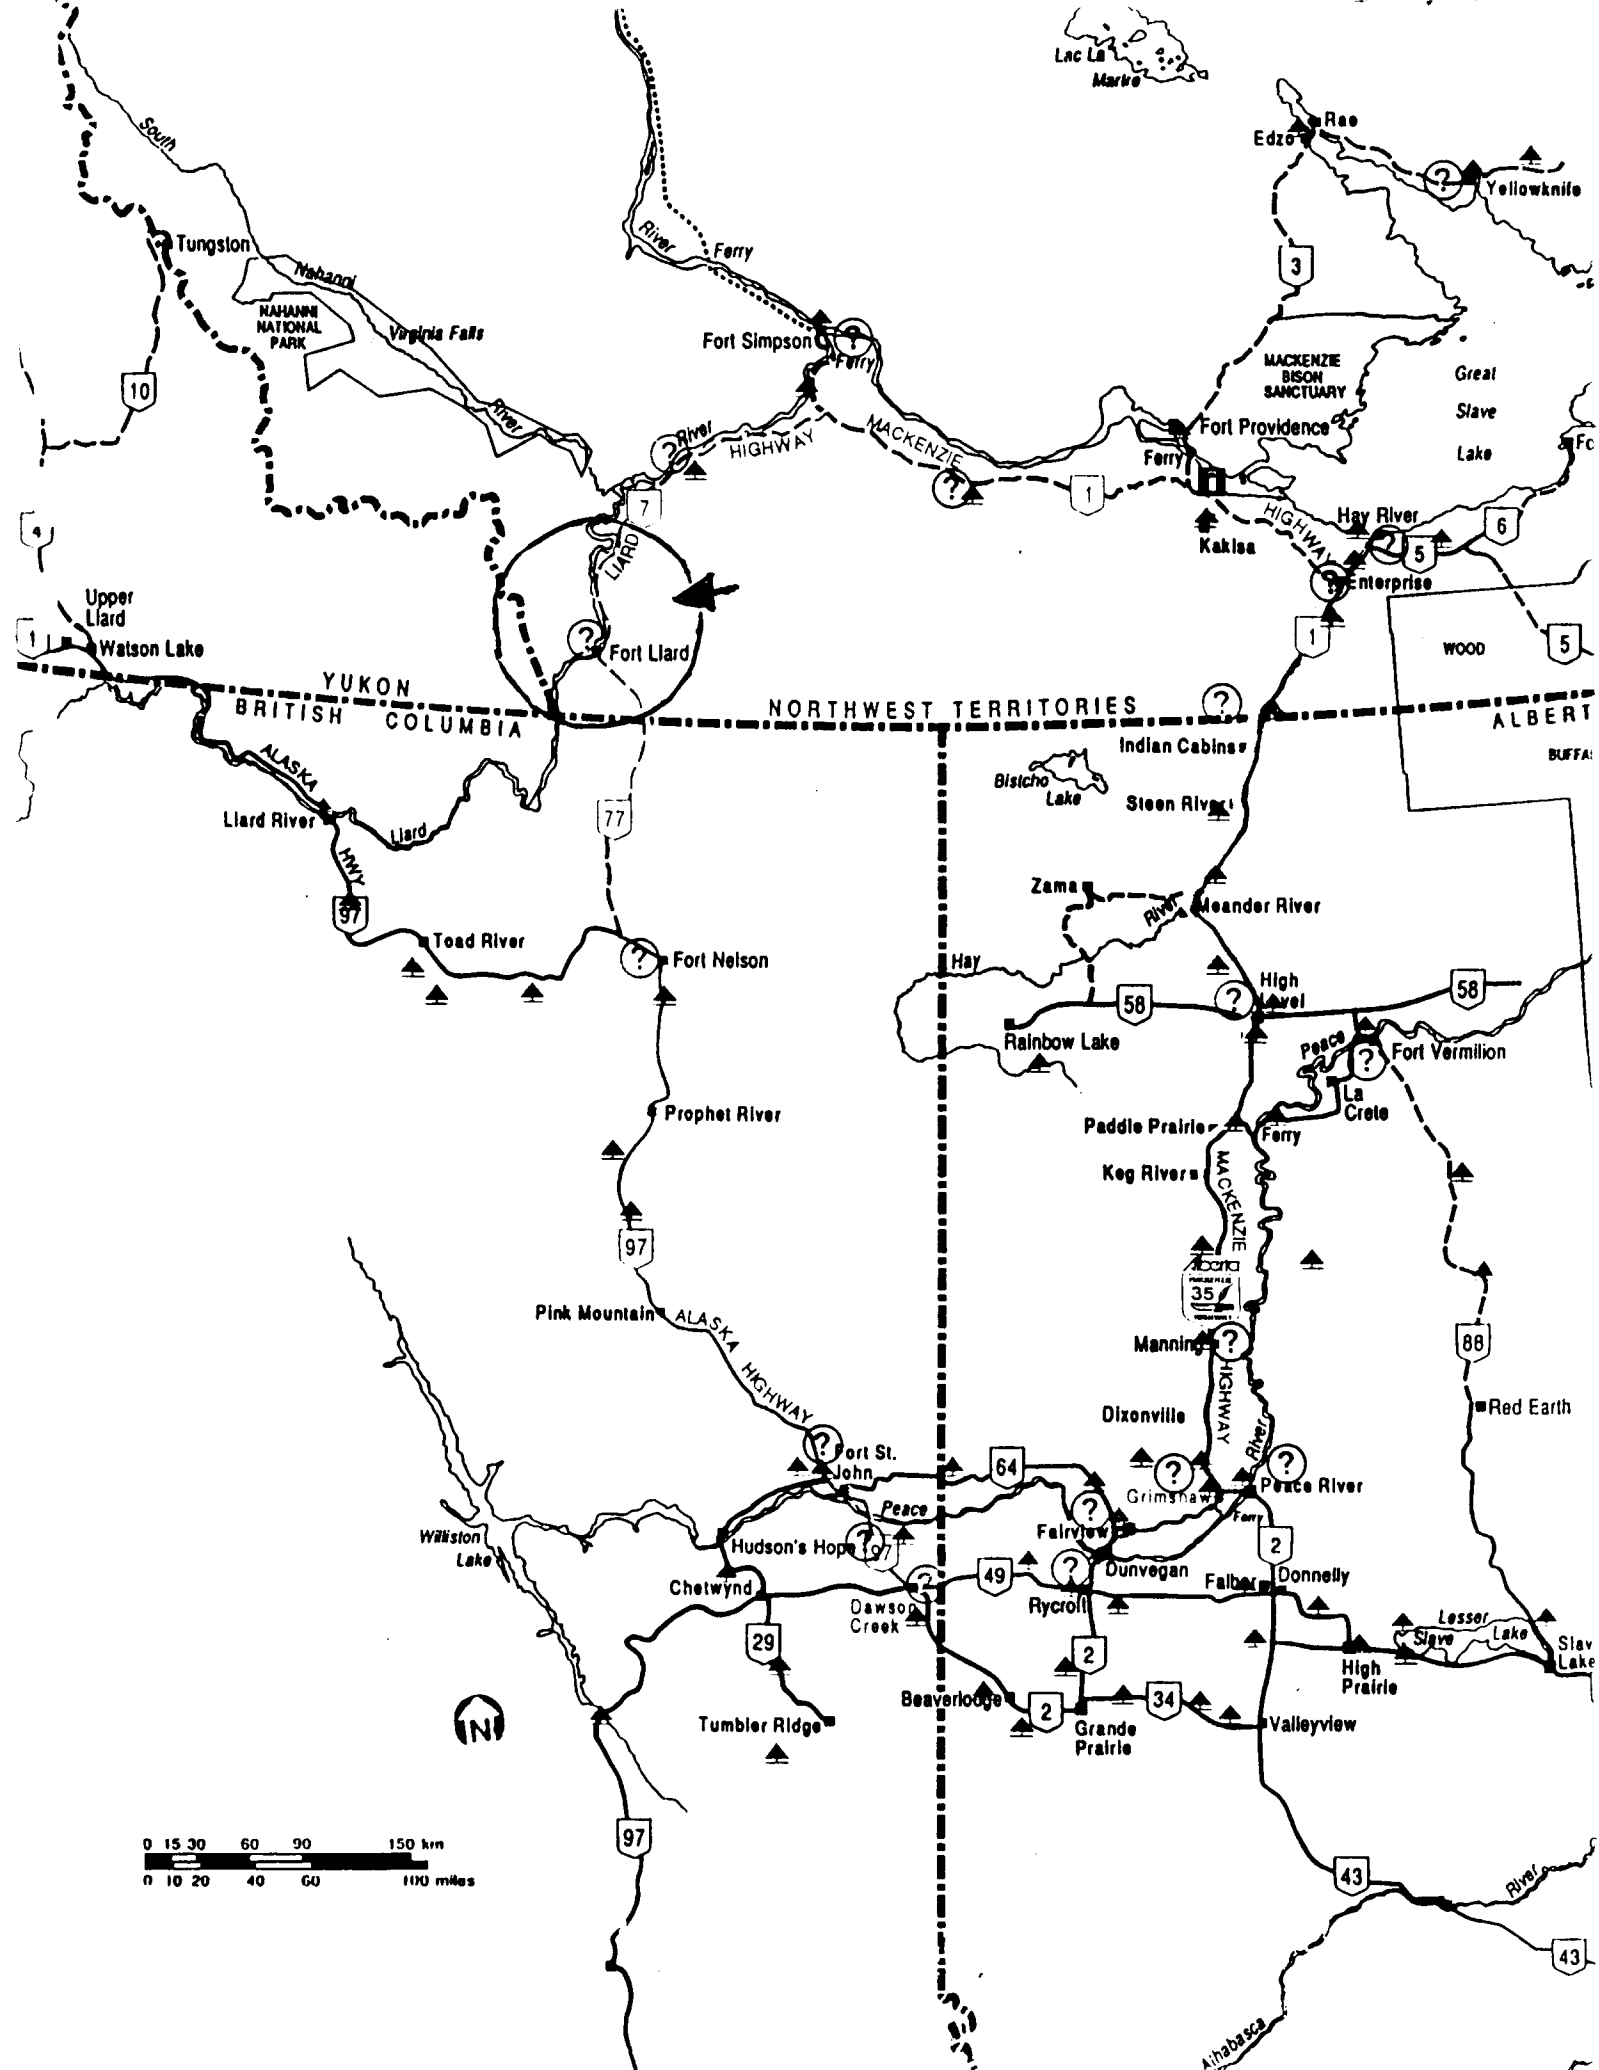 Lac La
Martre
Rae
Edzo
?
Yellowknife
South
Tungsten
River
Ferry
3
Nahanni
NAHANNI
NATIONAL
PARK
Virginia Falls
Fort Simpson
?
Ferry
MACKENZIE
BISON
SANCTUARY
Great
Slave
Lake
10
River
?
River
HIGHWAY
MACKENZIE
Fort Providence
Ferry
Fo
?
1
7
LIARD
HIGHWAY
Hay River
?
5
6
Kakisa
4
?
Enterprise
Upper
Liard
1
Watson Lake
?
Fort Liard
1
WOOD
5
YUKON
NORTHWEST TERRITORIES
?
BRITISH COLUMBIA
ALBERT
Indian Cabins
BUFFA
Bistcho
Lake
Steen River
ALASKA
Liard River
Liard
77
HWY
97
Zama
River
Meander River
Toad River
?
Fort Nelson
Hay
High
Level
?
58
58
Rainbow Lake
Peace
?
Fort Vermilion
La
Crete
Prophet River
Paddle Prairie
Ferry
Keg River
MACKENZIE
97
Alberta
35
Pink Mountain
ALASKA
HIGHWAY
Manning
?
HIGHWAY
88
Dixonville
Red Earth
?
Fort St.
John
64
River
?
?
Peace River
Grimshaw
Peace
?
Ferry
Fairview
Williston
Lake
Hudson's Hope
?
97
2
Dunvegan
Chetwynd
?
49
?
Falher
Donnelly
Dawson
Creek
Rycroft
Lesser
Slave
Lake
29
2
High
Prairie
Slav
Lake
Beaverlodge
2
34
N
Tumbler Ridge
Grande
Prairie
Valleyview
97
0 15 30 60 90 150 km
0 10 20 40 60 100 miles
43
River
43
Athabasca